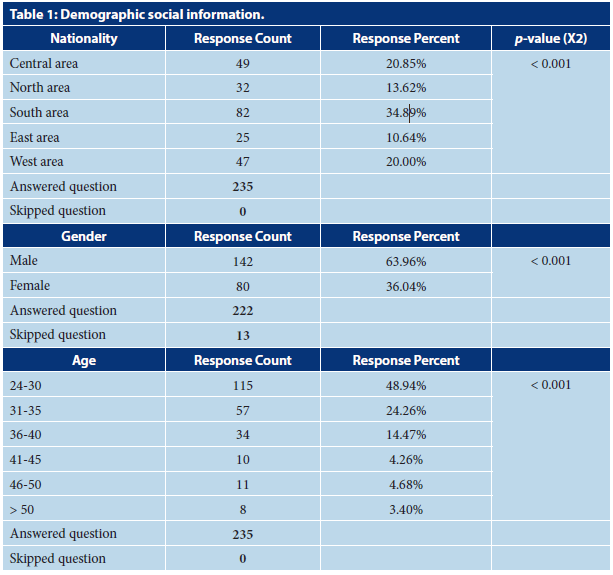 Table 1: Demographic social information.
Nationality Response Count Response Percent p-value (X2)
Central area 49 20.85% < 0.001
North area 32 13.62%
South area 82 34.89%
East area 25 10.64%
West area 47 20.00%
Answered question 235
Skipped question 0
Gender Response Count Response Percent
Male 142 63.96% < 0.001
Female 80 36.04%
Answered question 222
Skipped question 13
Age Response Count Response Percent
24-30 115 48.94% < 0.001
31-35 57 24.26%
36-40 34 14.47%
41-45 10 4.26%
46-50 11 4.68%
> 50 8 3.40%
Answered question 235
Skipped question 0